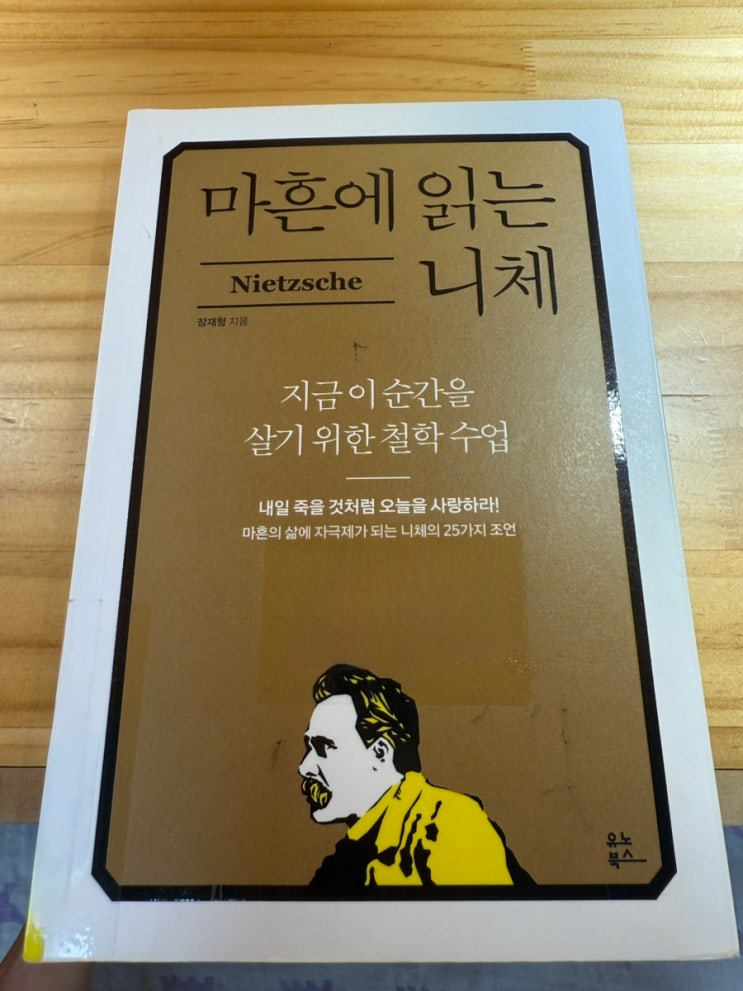 마흔에 읽는
니체
Nietzsche
장재형 지음
지금 이 순간을
살기 위한 철학 수업
내일 죽을 것처럼 오늘을 사랑하라!
마흔의 삶에 자극제가 되는 니체의 25가지 조언
유노
북스